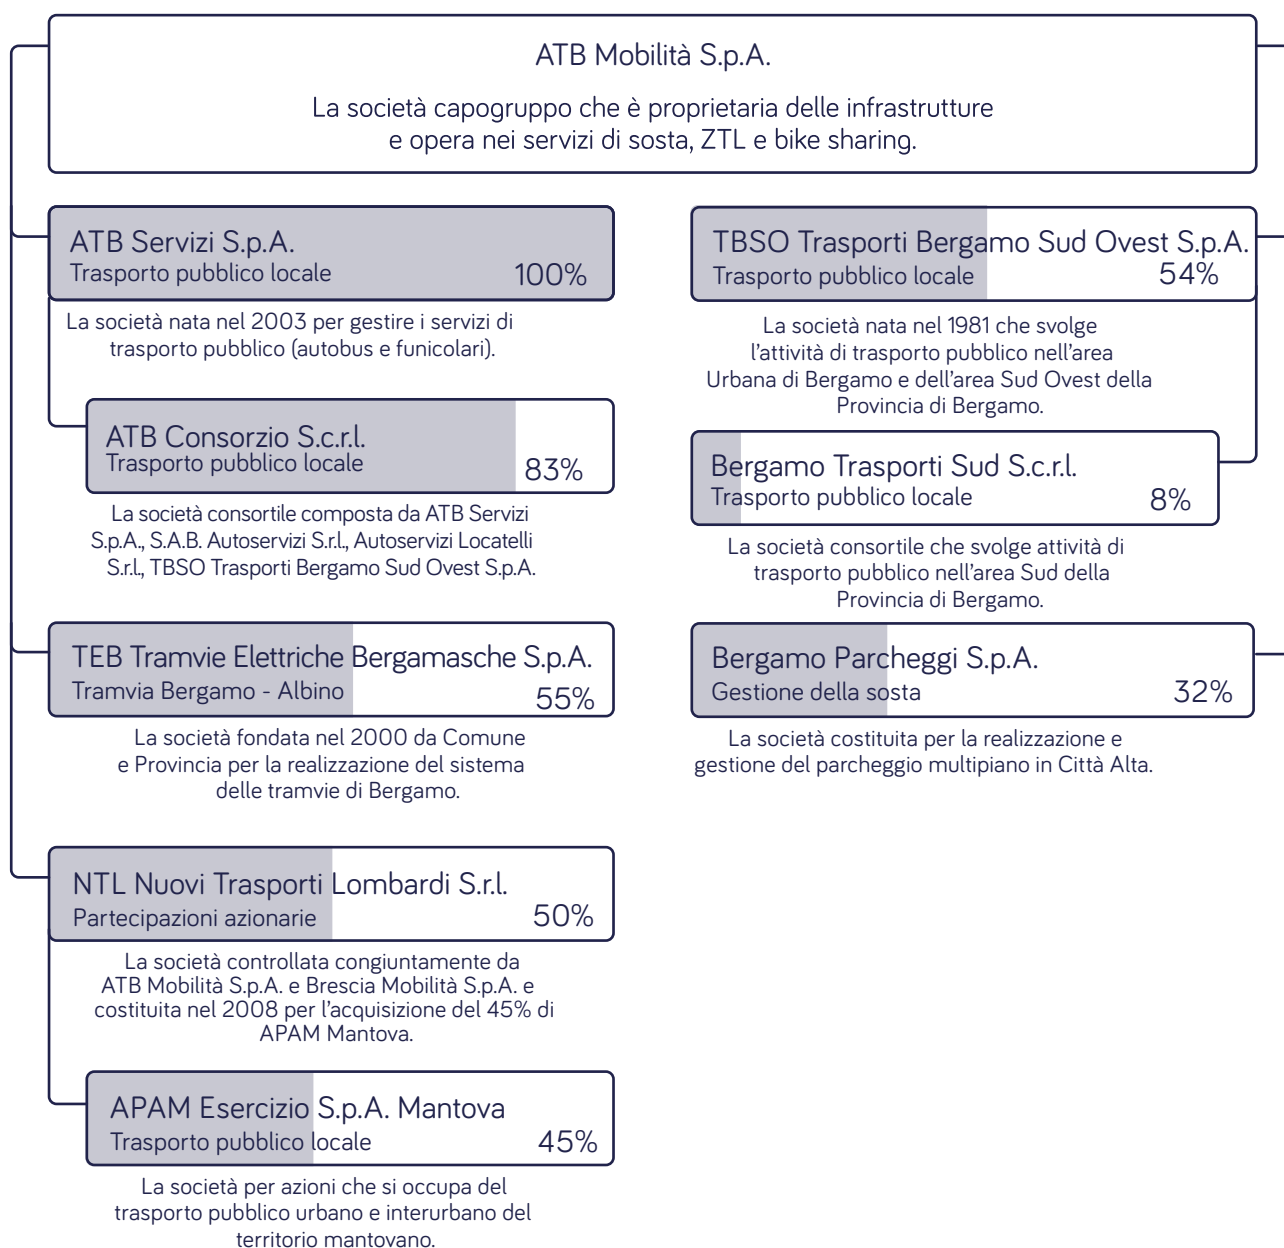 ATB Mobilità S.p.A.
La società capogruppo che è proprietaria delle infrastrutture
e opera nei servizi di sosta, ZTL e bike sharing.
ATB Servizi S.p.A.
Trasporto pubblico locale
100%
La società nata nel 2003 per gestire i servizi di
trasporto pubblico (autobus e funicolari).
ATB Consorzio S.c.r.l.
Trasporto pubblico locale
83%
La società consortile composta da ATB Servizi
S.p.A., S.A.B. Autoservizi S.r.l., Autoservizi Locatelli
S.r.l., TBSO Trasporti Bergamo Sud Ovest S.p.A.
TEB Tramvie Elettriche Bergamasche S.p.A.
Tramvia Bergamo - Albino
55%
La società fondata nel 2000 da Comune
e Provincia per la realizzazione del sistema
delle tramvie di Bergamo.
NTL Nuovi Trasporti Lombardi S.r.l.
Partecipazioni azionarie
50%
La società controllata congiuntamente da
ATB Mobilità S.p.A. e Brescia Mobilità S.p.A. e
costituita nel 2008 per l'acquisizione del 45% di
APAM Mantova.
APAM Esercizio S.p.A. Mantova
Trasporto pubblico locale
45%
La società per azioni che si occupa del
trasporto pubblico urbano e interurbano del
territorio mantovano.
TBSO Trasporti Bergamo Sud Ovest S.p.A.
Trasporto pubblico locale
54%
La società nata nel 1981 che svolge
l'attività di trasporto pubblico nell'area
Urbana di Bergamo e dell'area Sud Ovest della
Provincia di Bergamo.
Bergamo Trasporti Sud S.c.r.l.
Trasporto pubblico locale
8%
La società consortile che svolge attività di
trasporto pubblico nell'area Sud della
Provincia di Bergamo.
Bergamo Parcheggi S.p.A.
Gestione della sosta
32%
La società costituita per la realizzazione e
gestione del parcheggio multipiano in Città Alta.